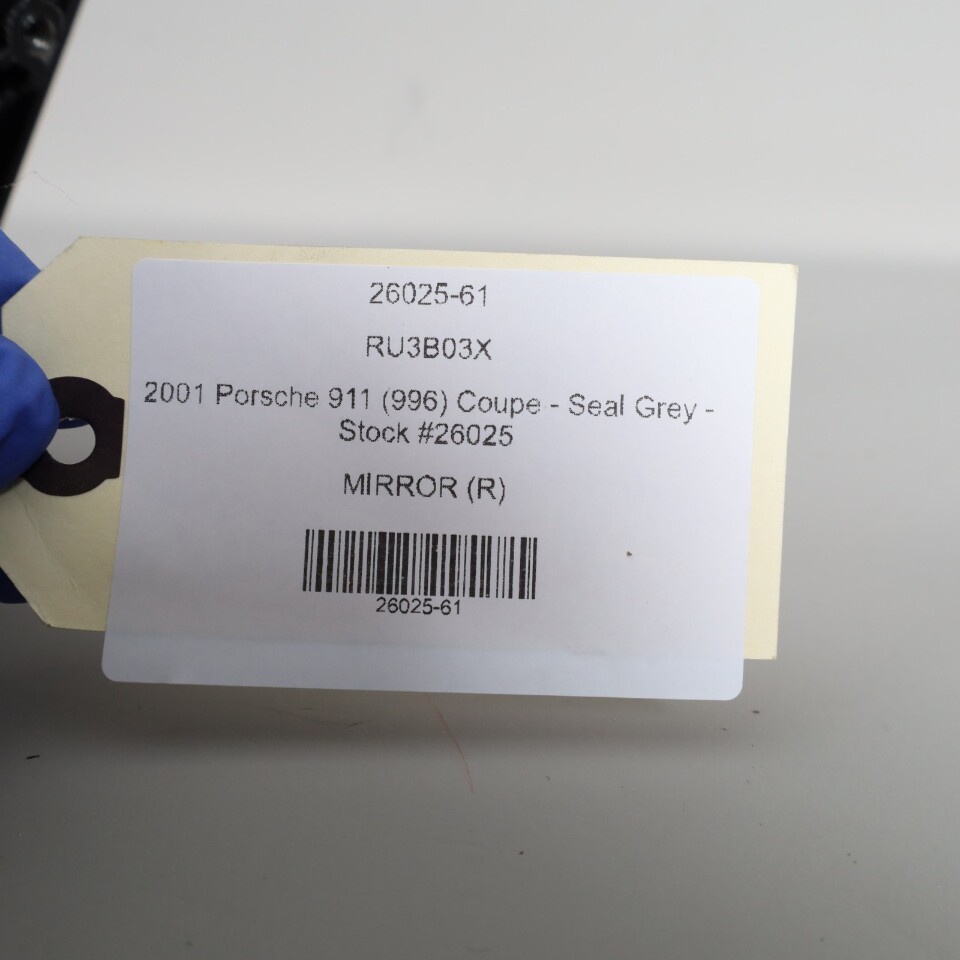 26025-61
RU3B03X
2001 Porsche 911 (996) Coupe - Seal Grey -
Stock #26025
MIRROR (R)
26025-61